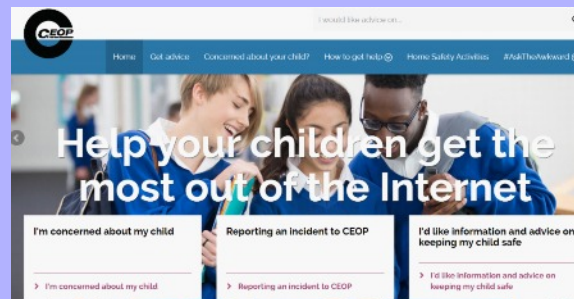 CEOP
I would like advice on...
Home Get advice Concerned about your child? How to get help Home Safety Activities #AskTheAwkward
Help your children get the
most out of the Internet
I'm concerned about my child
Reporting an incident to CEOP
I'd like information and advice on
keeping my child safe
I'm concerned about my child
Reporting an incident to CEOP
I'd like information and advice on
keeping my child safe